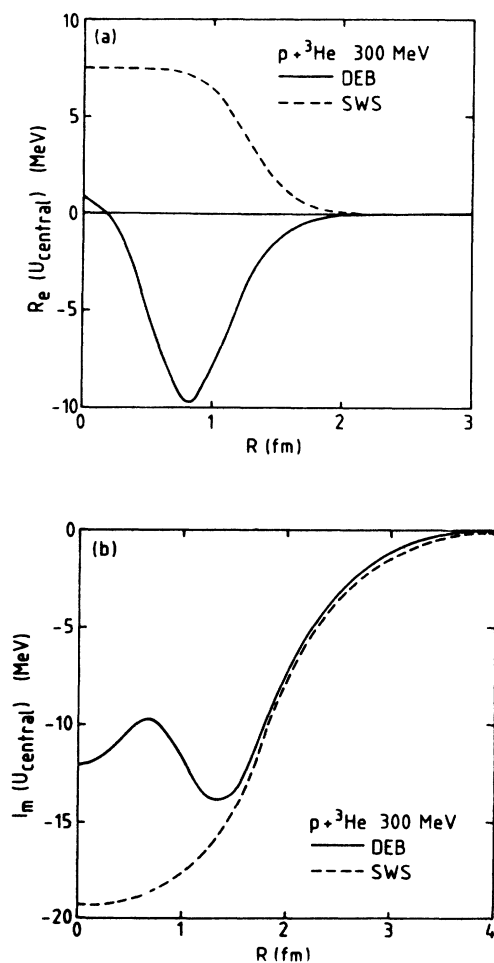 (a)
p+³He 300 MeV
DEB
SWS
Re (Ucentral) (MeV)
10
5
0
-5
-10
0
1
2
3
R (fm)
(b)
Im (Ucentral) (MeV)
0
-5
-10
-15
-20
p+³He 300 MeV
DEB
SWS
0
1
2
3
4
R (fm)